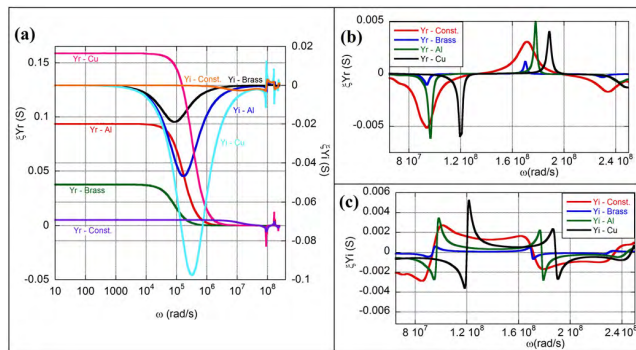 (a)
ξYr (S)
0.15
0.1
0.05
0
-0.05
0.02
0
-0.02
-0.04
-0.06
-0.08
-0.1
ξYi (S)
Yr - Cu
Yi - Const.
Yi - Brass
Yi - Al
Yi - Cu
Yr - Al
Yr - Brass
Yr - Const.
10
1000
10⁴
10⁵
10⁶
10⁷
10⁸
ω (rad/s)
(b)
ξYr (S)
0.005
0.000
-0.005
Yr - Const.
Yr - Brass
Yr - Al
Yr - Cu
8 10⁷
1.2 10⁸
1.6 10⁸
2 10⁸
2.4 10⁸
ω(rad/s)
(c)
ξYi (S)
0.006
0.004
0.002
0.000
-0.002
-0.004
Yi - Const.
Yi - Brass
Yi - Al
Yi - Cu
8 10⁷
1.2 10⁸
1.6 10⁸
2 10⁸
2.4 10⁸
ω(rad/s)